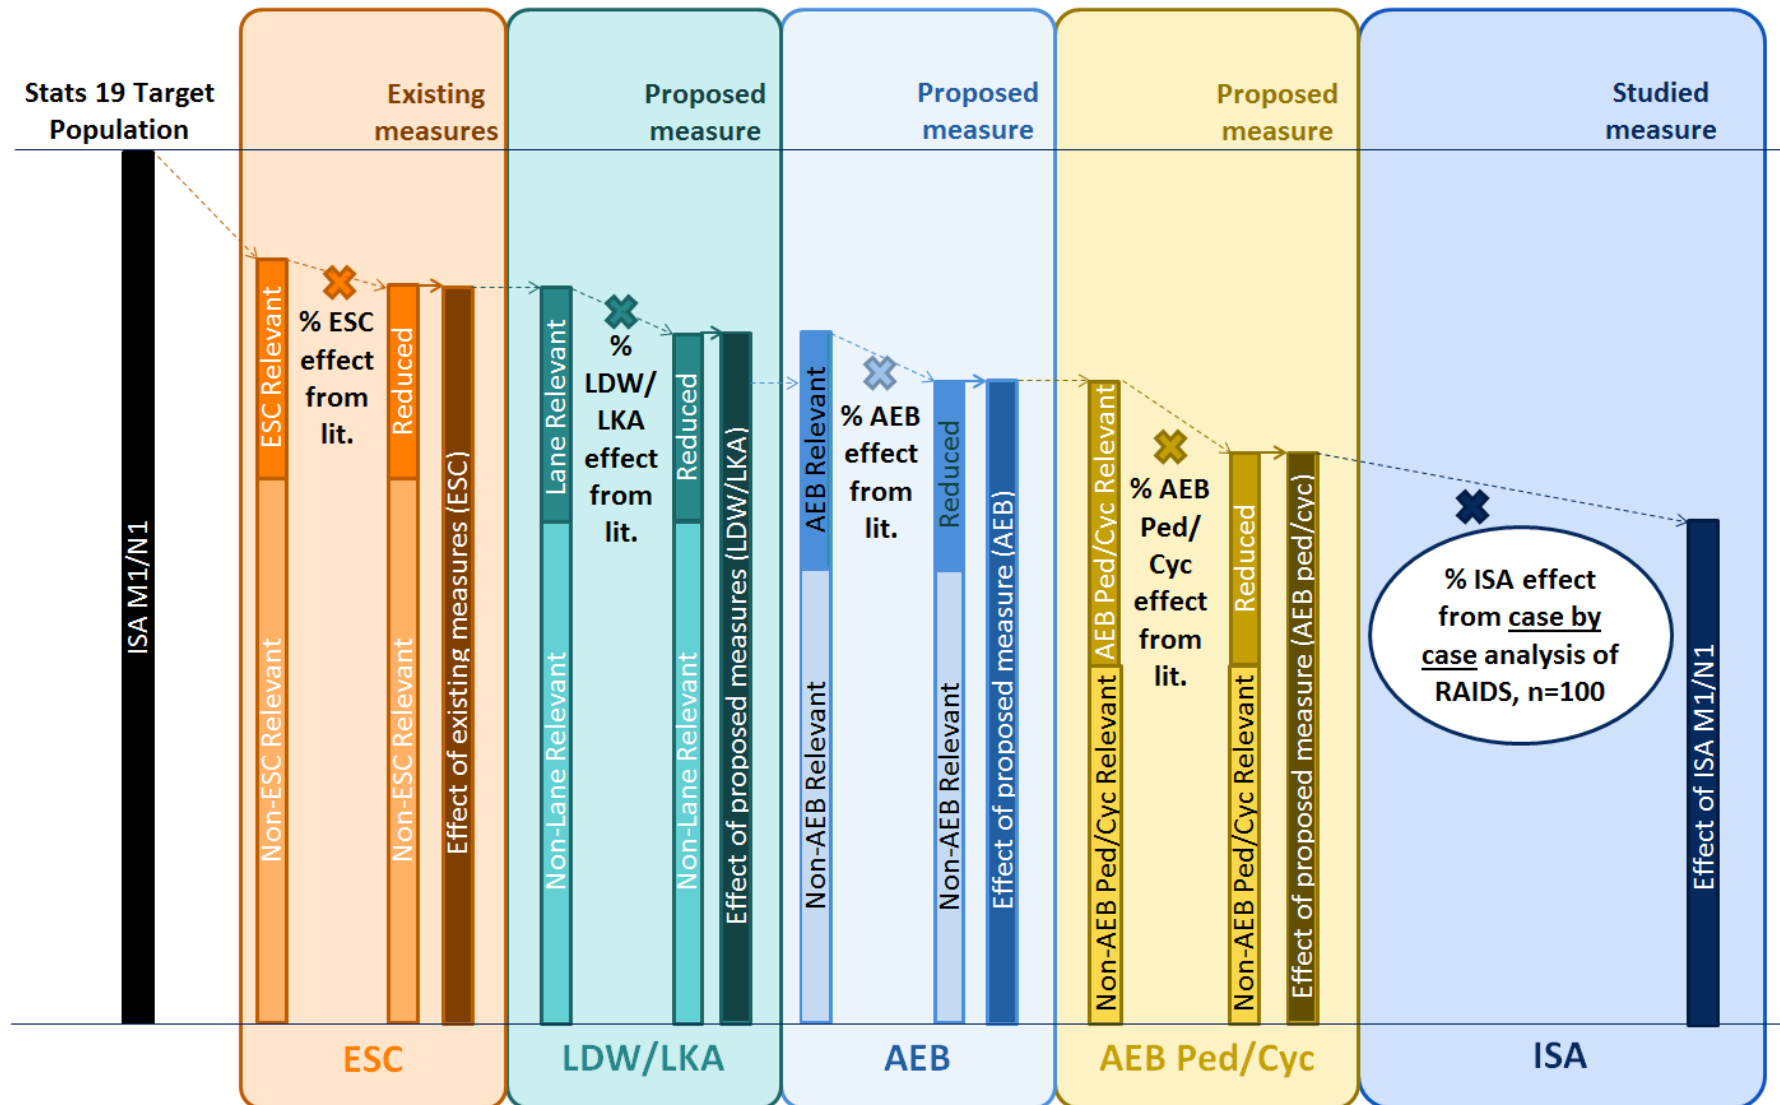 Stats 19 Target
Population
Existing
measures
Proposed
measure
Proposed
measure
Proposed
measure
Studied
measure
ISA M1/N1
ESC Relevant
Non-ESC Relevant
% ESC
effect
from
lit.
Reduced
Non-ESC Relevant
Effect of existing measures (ESC)
Lane Relevant
Non-Lane Relevant
%
LDW/
LKA
effect
from
lit.
Reduced
Non-Lane Relevant
Effect of proposed measures (LDW/LKA)
AEB Relevant
Non-AEB Relevant
% AEB
effect
from
lit.
Reduced
Non-AEB Relevant
Effect of proposed measure (AEB)
AEB Ped/Cyc Relevant
Non-AEB Ped/Cyc Relevant
% AEB
Ped/
Cyc
effect
from
lit.
Reduced
Non-AEB Ped/Cyc Relevant
Effect of proposed measure (AEB ped/cyc)
% ISA effect
from case by
case analysis of
RAIDS, n=100
Effect of ISA M1/N1
ESC
LDW/LKA
AEB
AEB Ped/Cyc
ISA